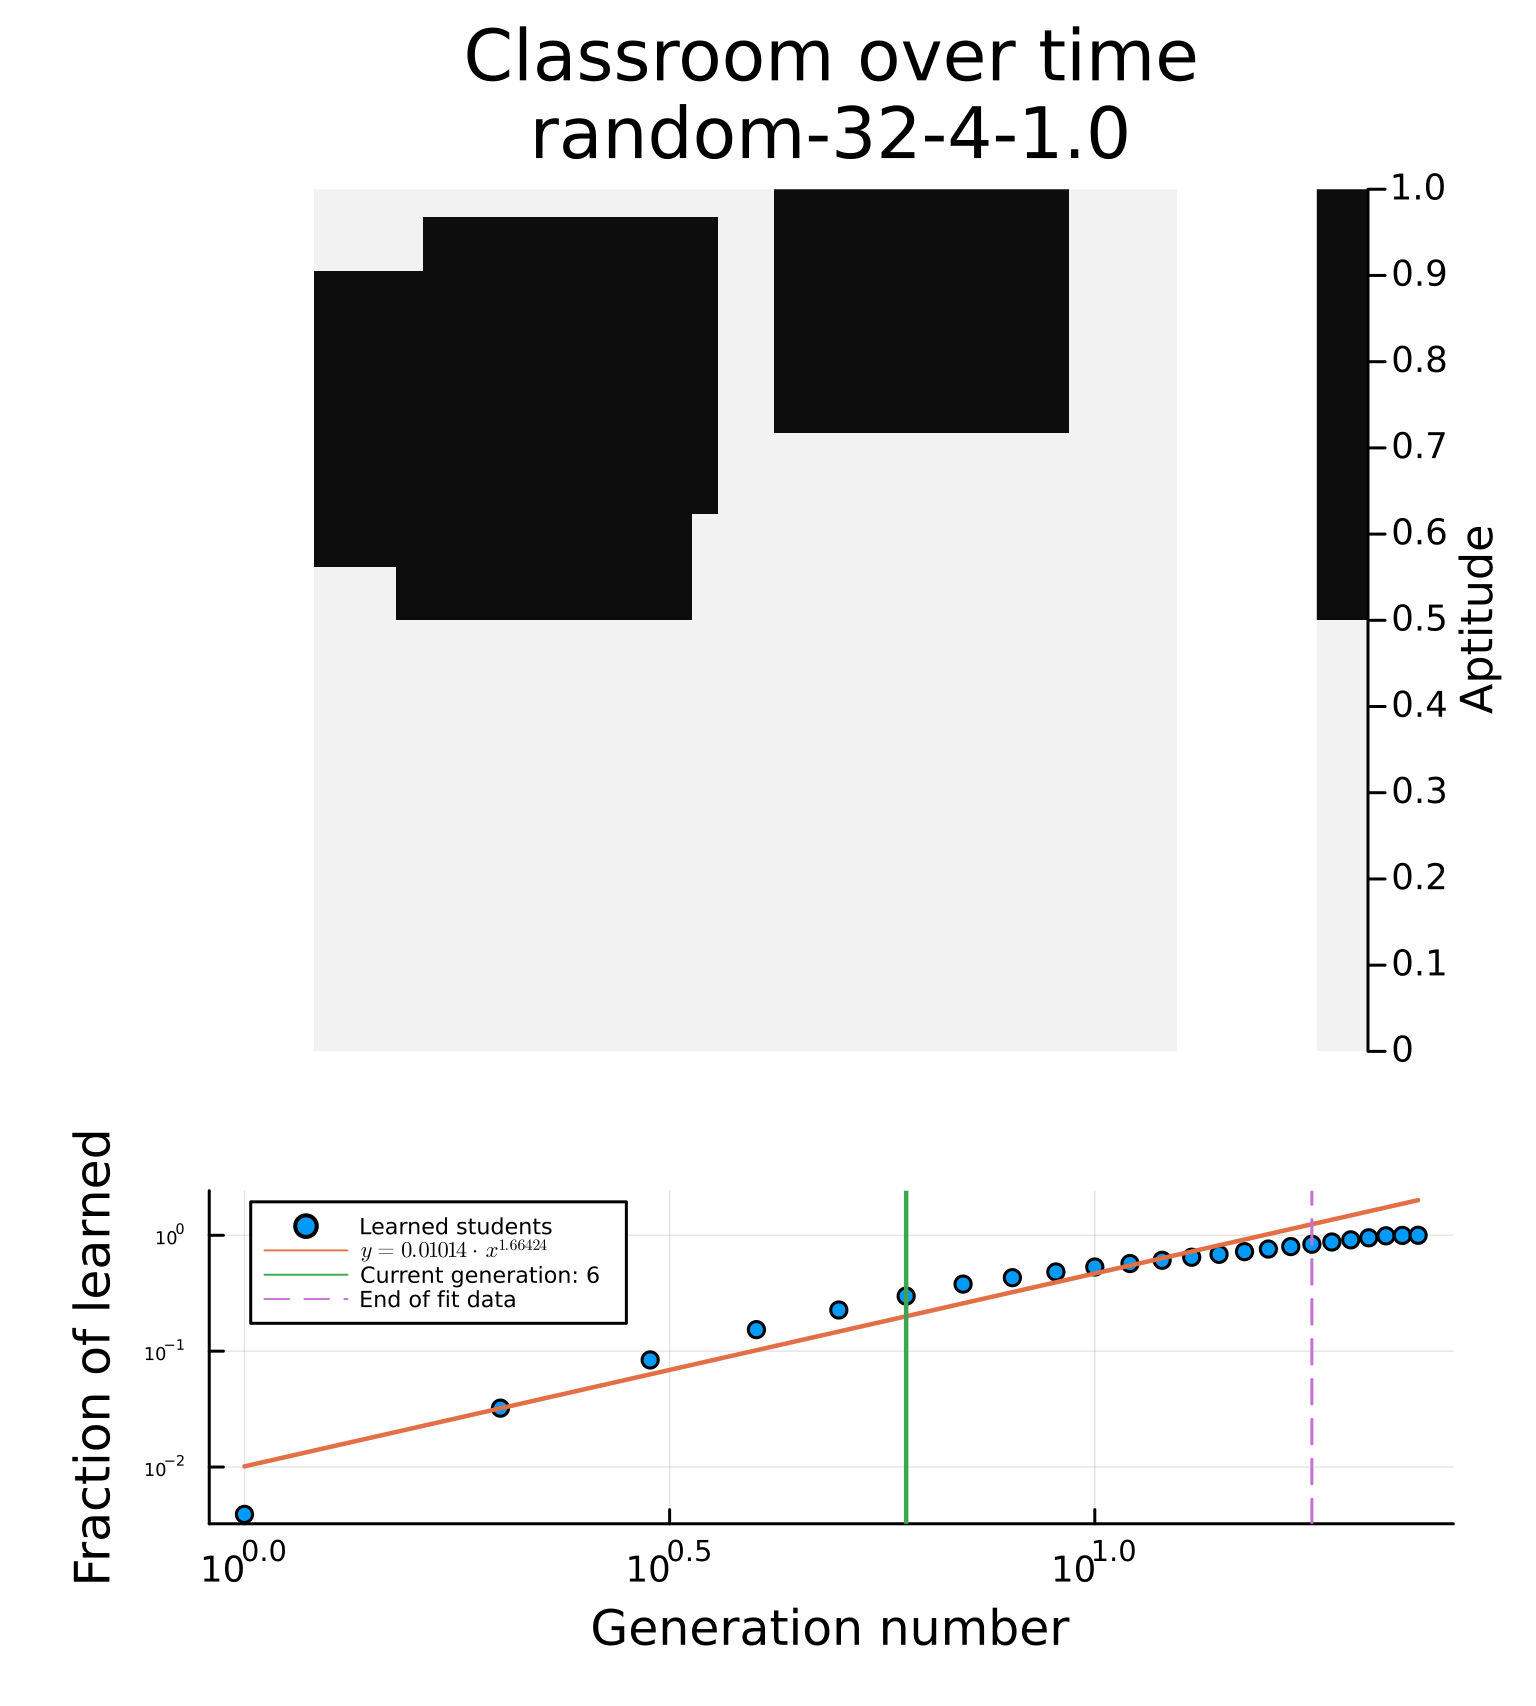 Classroom over time
random-32-4-1.0
1.0
0.9
0.8
0.7
0.6
0.5
0.4
0.3
0.2
0.1
0
Aptitude
Fraction of learned
10⁰
10⁻¹
10⁻²
Learned students
y = 0.01014 · x^1.66424
Current generation: 6
End of fit data
10^0.0
10^0.5
10^1.0
Generation number